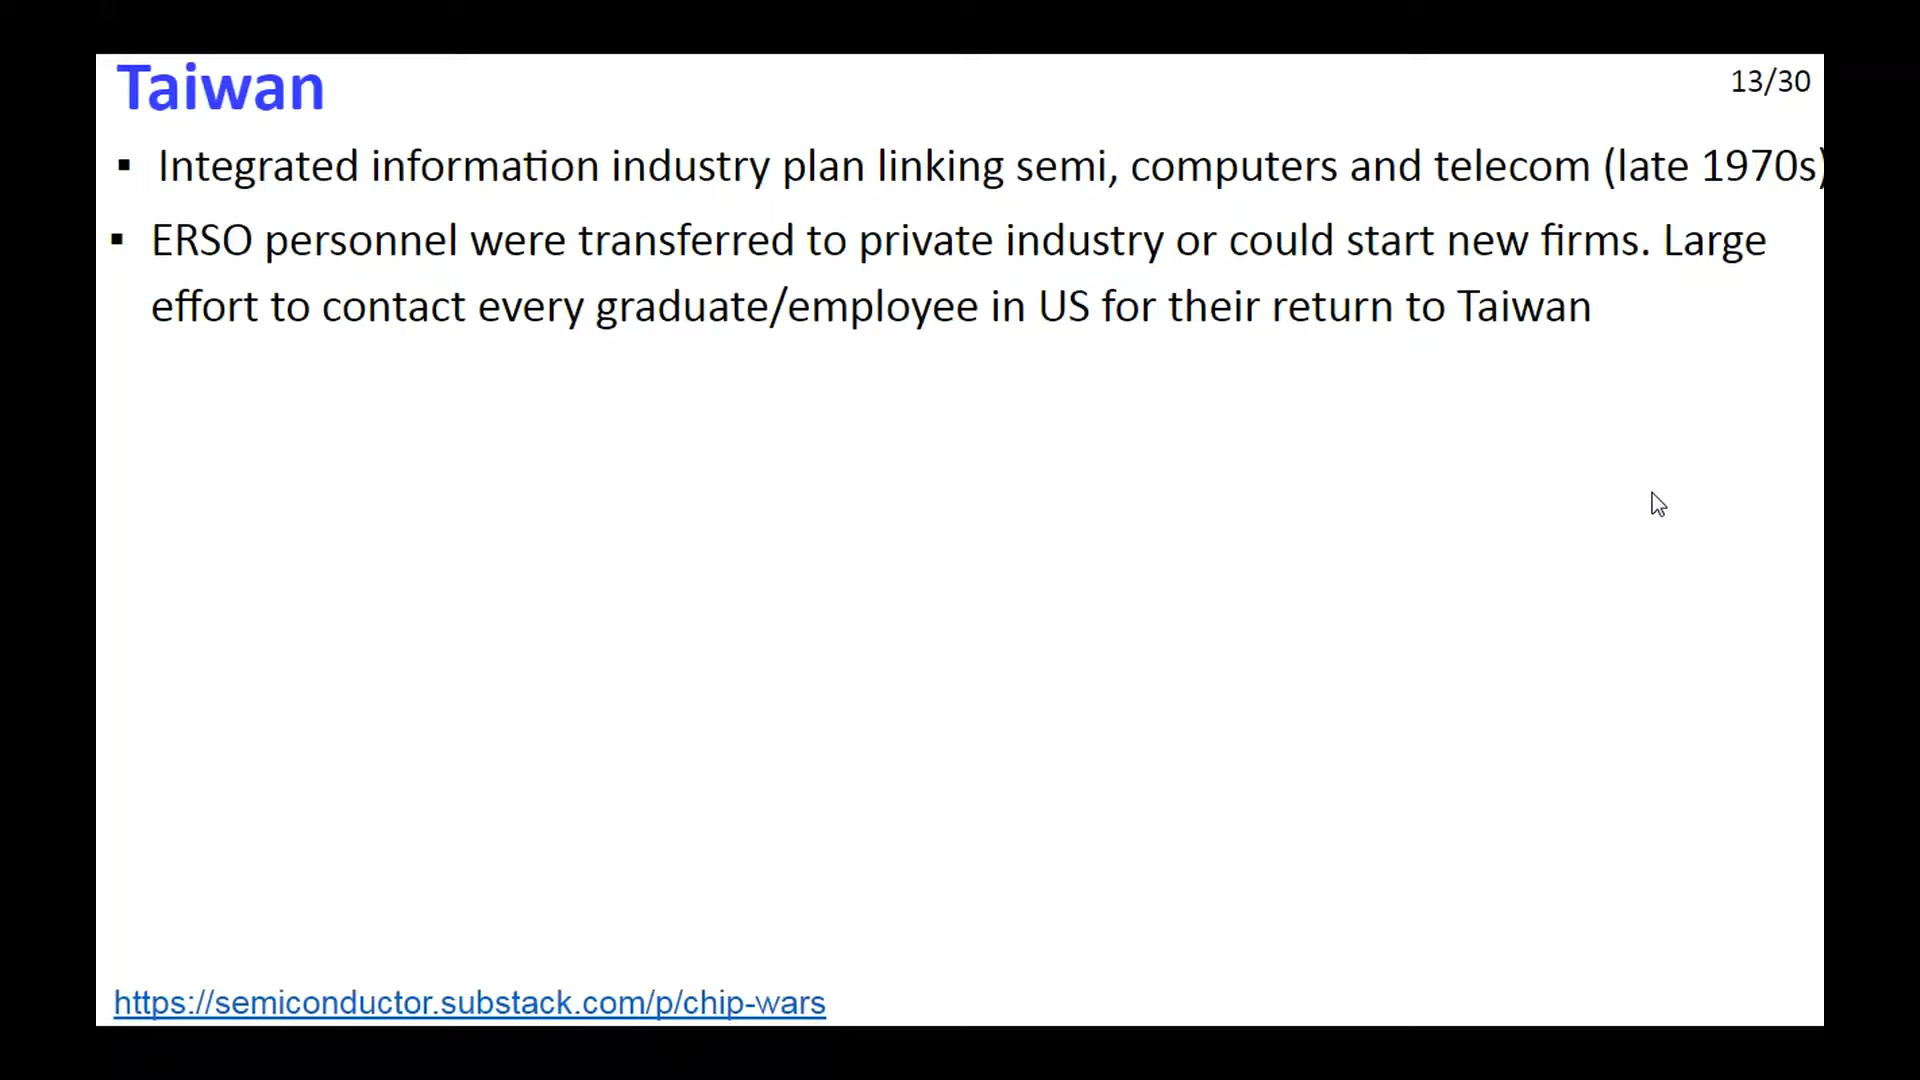 Taiwan
13/30
▪ Integrated information industry plan linking semi, computers and telecom (late 1970s)
▪ ERSO personnel were transferred to private industry or could start new firms. Large
effort to contact every graduate/employee in US for their return to Taiwan
https://semiconductor.substack.com/p/chip-wars